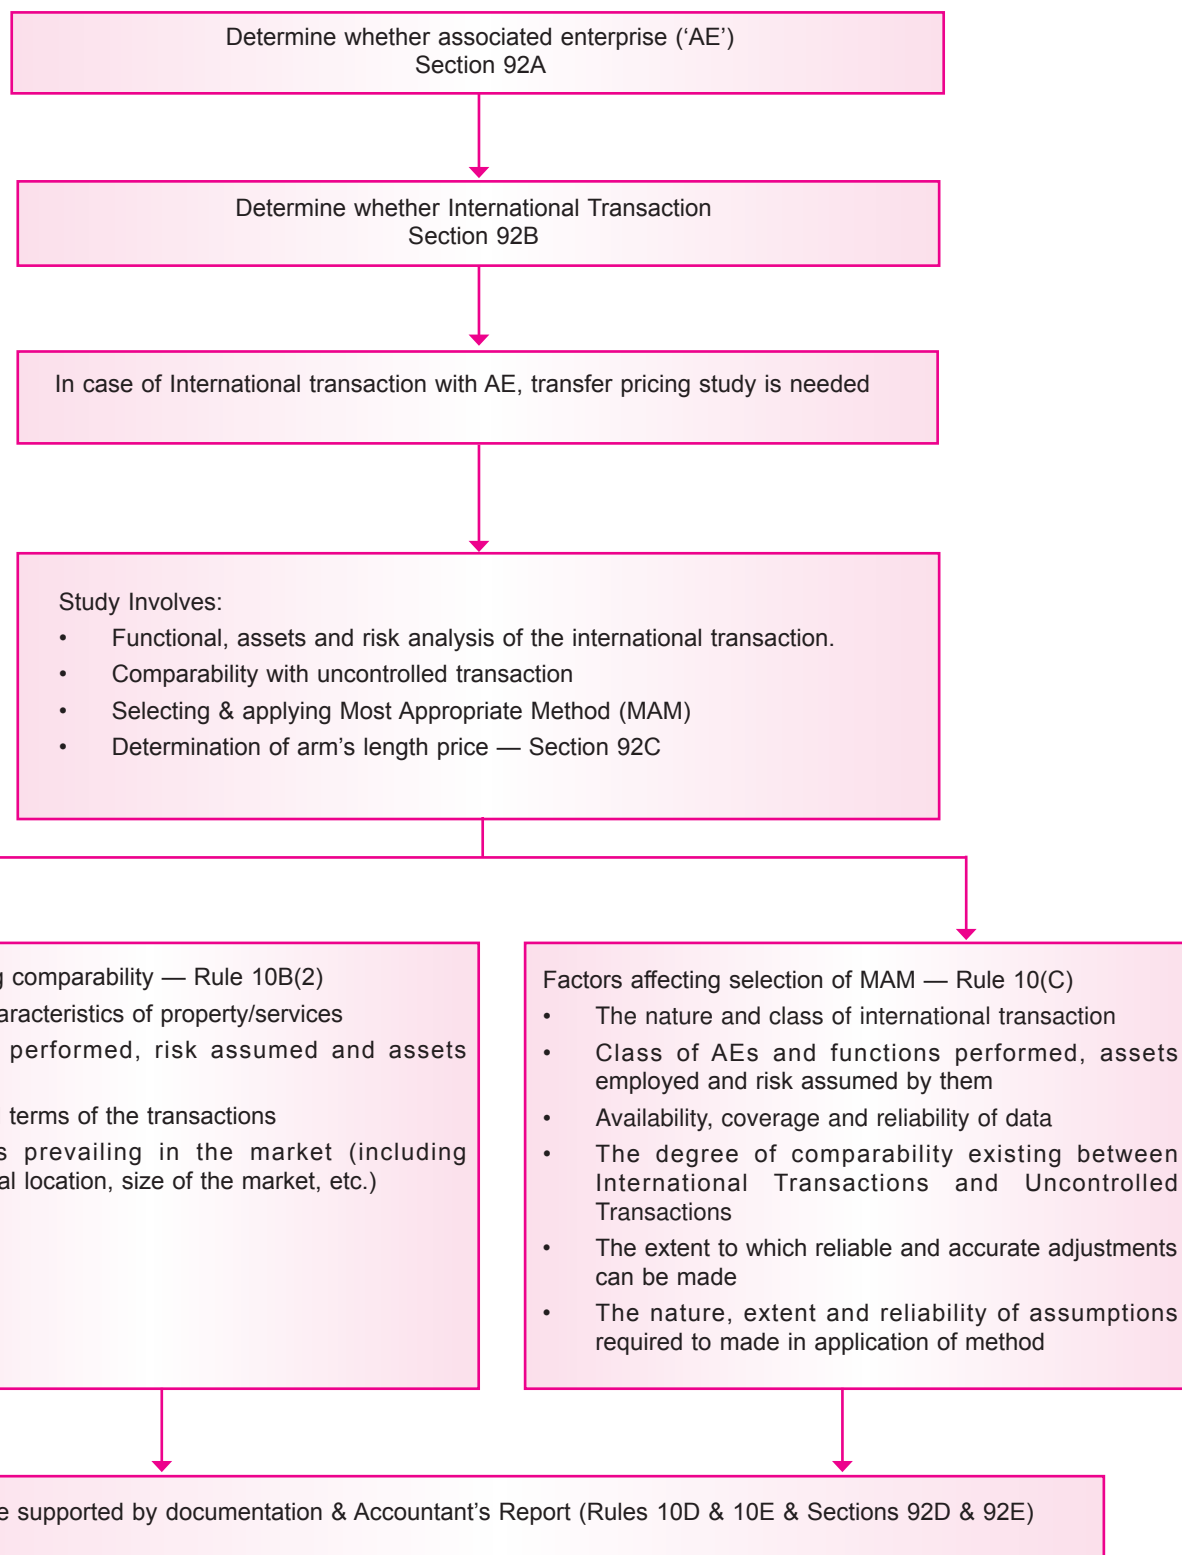 Determine whether associated enterprise (‘AE’)
Section 92A
Determine whether International Transaction
Section 92B
In case of International transaction with AE, transfer pricing study is needed
Study Involves:
• Functional, assets and risk analysis of the international transaction.
• Comparability with uncontrolled transaction
• Selecting & applying Most Appropriate Method (MAM)
• Determination of arm’s length price — Section 92C
comparability — Rule 10B(2)
of property/services
performed, risk assumed and assets
terms of the transactions
prevailing in the market (including
location, size of the market, etc.)
Factors affecting selection of MAM — Rule 10(C)
• The nature and class of international transaction
• Class of AEs and functions performed, assets
employed and risk assumed by them
• Availability, coverage and reliability of data
• The degree of comparability existing between
International Transactions and Uncontrolled
Transactions
• The extent to which reliable and accurate adjustments
can be made
• The nature, extent and reliability of assumptions
required to made in application of method
supported by documentation & Accountant’s Report (Rules 10D & 10E & Sections 92D & 92E)